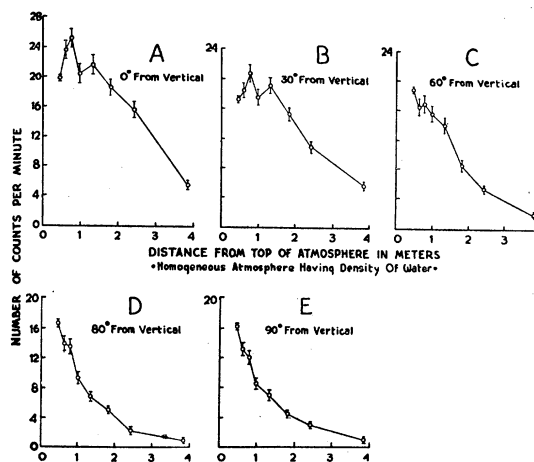 28
24
20
16
12
8
4
0
A
0° From Vertical
0 1 2 3 4
24
B
30° From Vertical
0 1 2 3 4
24
C
60° From Vertical
0 1 2 3
NUMBER OF COUNTS PER MINUTE
DISTANCE FROM TOP OF ATMOSPHERE IN METERS
•Homogeneous Atmosphere Having Density Of Water•
20
16
12
8
4
0
D
80° From Vertical
0 1 2 3 4
20
E
90° From Vertical
0 1 2 3 4